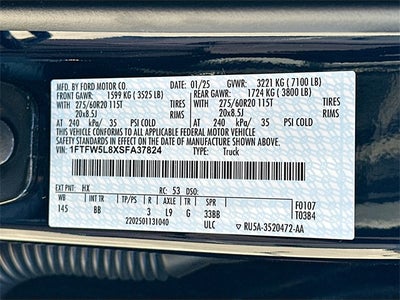 MFD. BY FORD MOTOR CO. 01/25 GVWR: 3221 KG ( 7100 LB)
FRONT GAWR: 1599 KG ( 3525 LB) REAR GAWR: 1724 KG ( 3800 LB)
WITH WITH
275/60R20 115T TIRES 275/60R20 115T TIRES
20x8.5J RIMS 20x8.5J RIMS
AT 240 kPa/ 35 PSI COLD AT 240 kPa/ 35 PSI COLD
THIS VEHICLE CONFORMS TO ALL APPLICABLE FEDERAL MOTOR VEHICLE
SAFETY STANDARDS IN EFFECT ON THE DATE OF MANUFACTURE SHOWN ABOVE.
VIN: 1FTFW5L8XSFA37824 TYPE: Truck
EXT PNT: HX RC: 53 DSO:
WB BRK TP/PS R AXLE TR SPR F0107
145 BB 3 L9 G 33BB T0384
2202501131040 ULC RU5A-3520472-AA